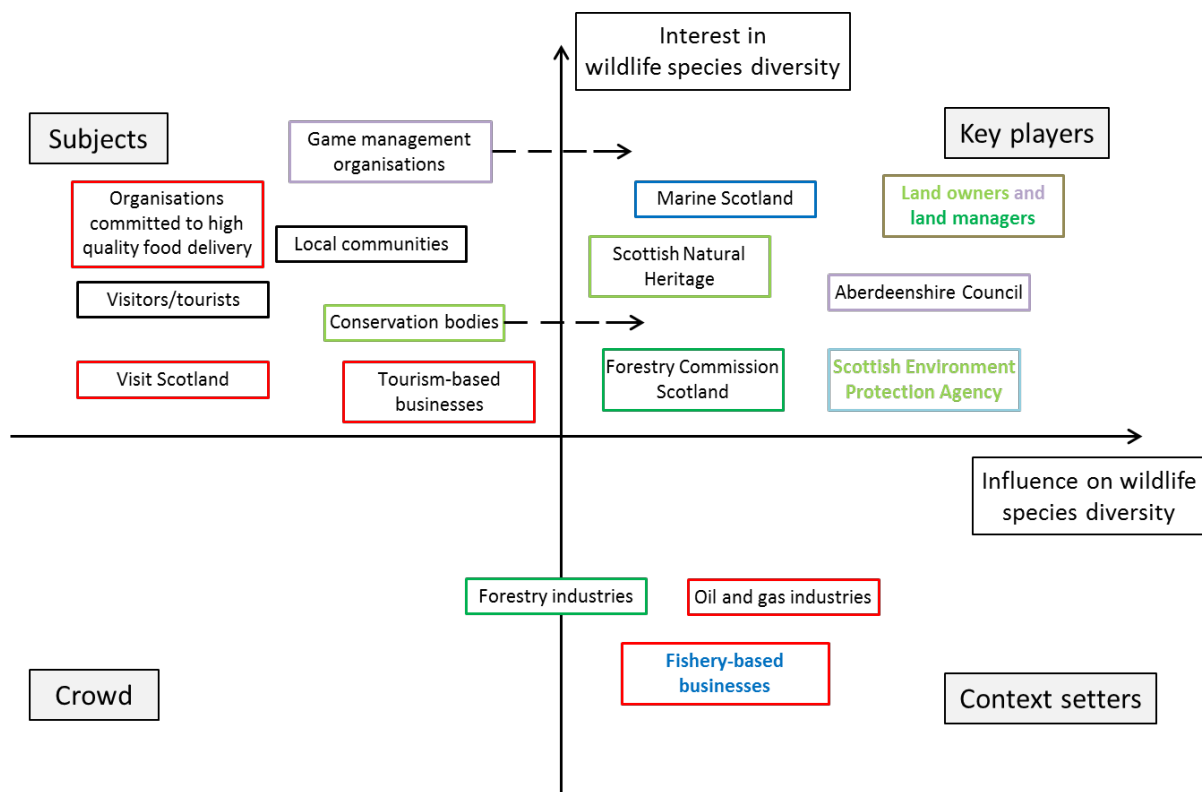 Interest in
wildlife species diversity
Subjects
Game management
organisations
Key players
Organisations
committed to high
quality food delivery
Marine Scotland
Land owners and
land managers
Local communities
Scottish Natural
Heritage
Visitors/tourists
Aberdeenshire Council
Conservation bodies
Visit Scotland
Tourism-based
businesses
Forestry Commission
Scotland
Scottish Environment
Protection Agency
Influence on wildlife
species diversity
Forestry industries
Oil and gas industries
Fishery-based
businesses
Crowd
Context setters